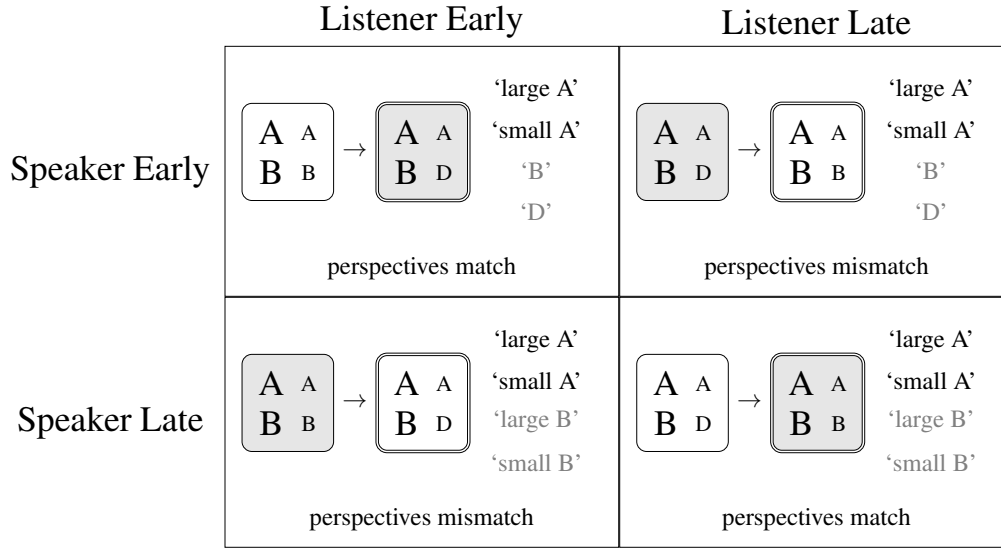 Listener Early
Listener Late
Speaker Early
A A
B B
→
A A
B D
‘large A’
‘small A’
‘B’
‘D’
perspectives match
A A
B D
→
A A
B B
‘large A’
‘small A’
‘B’
‘D’
perspectives mismatch
Speaker Late
A A
B B
→
A A
B D
‘large A’
‘small A’
‘large B’
‘small B’
perspectives mismatch
A A
B D
→
A A
B B
‘large A’
‘small A’
‘large B’
‘small B’
perspectives match